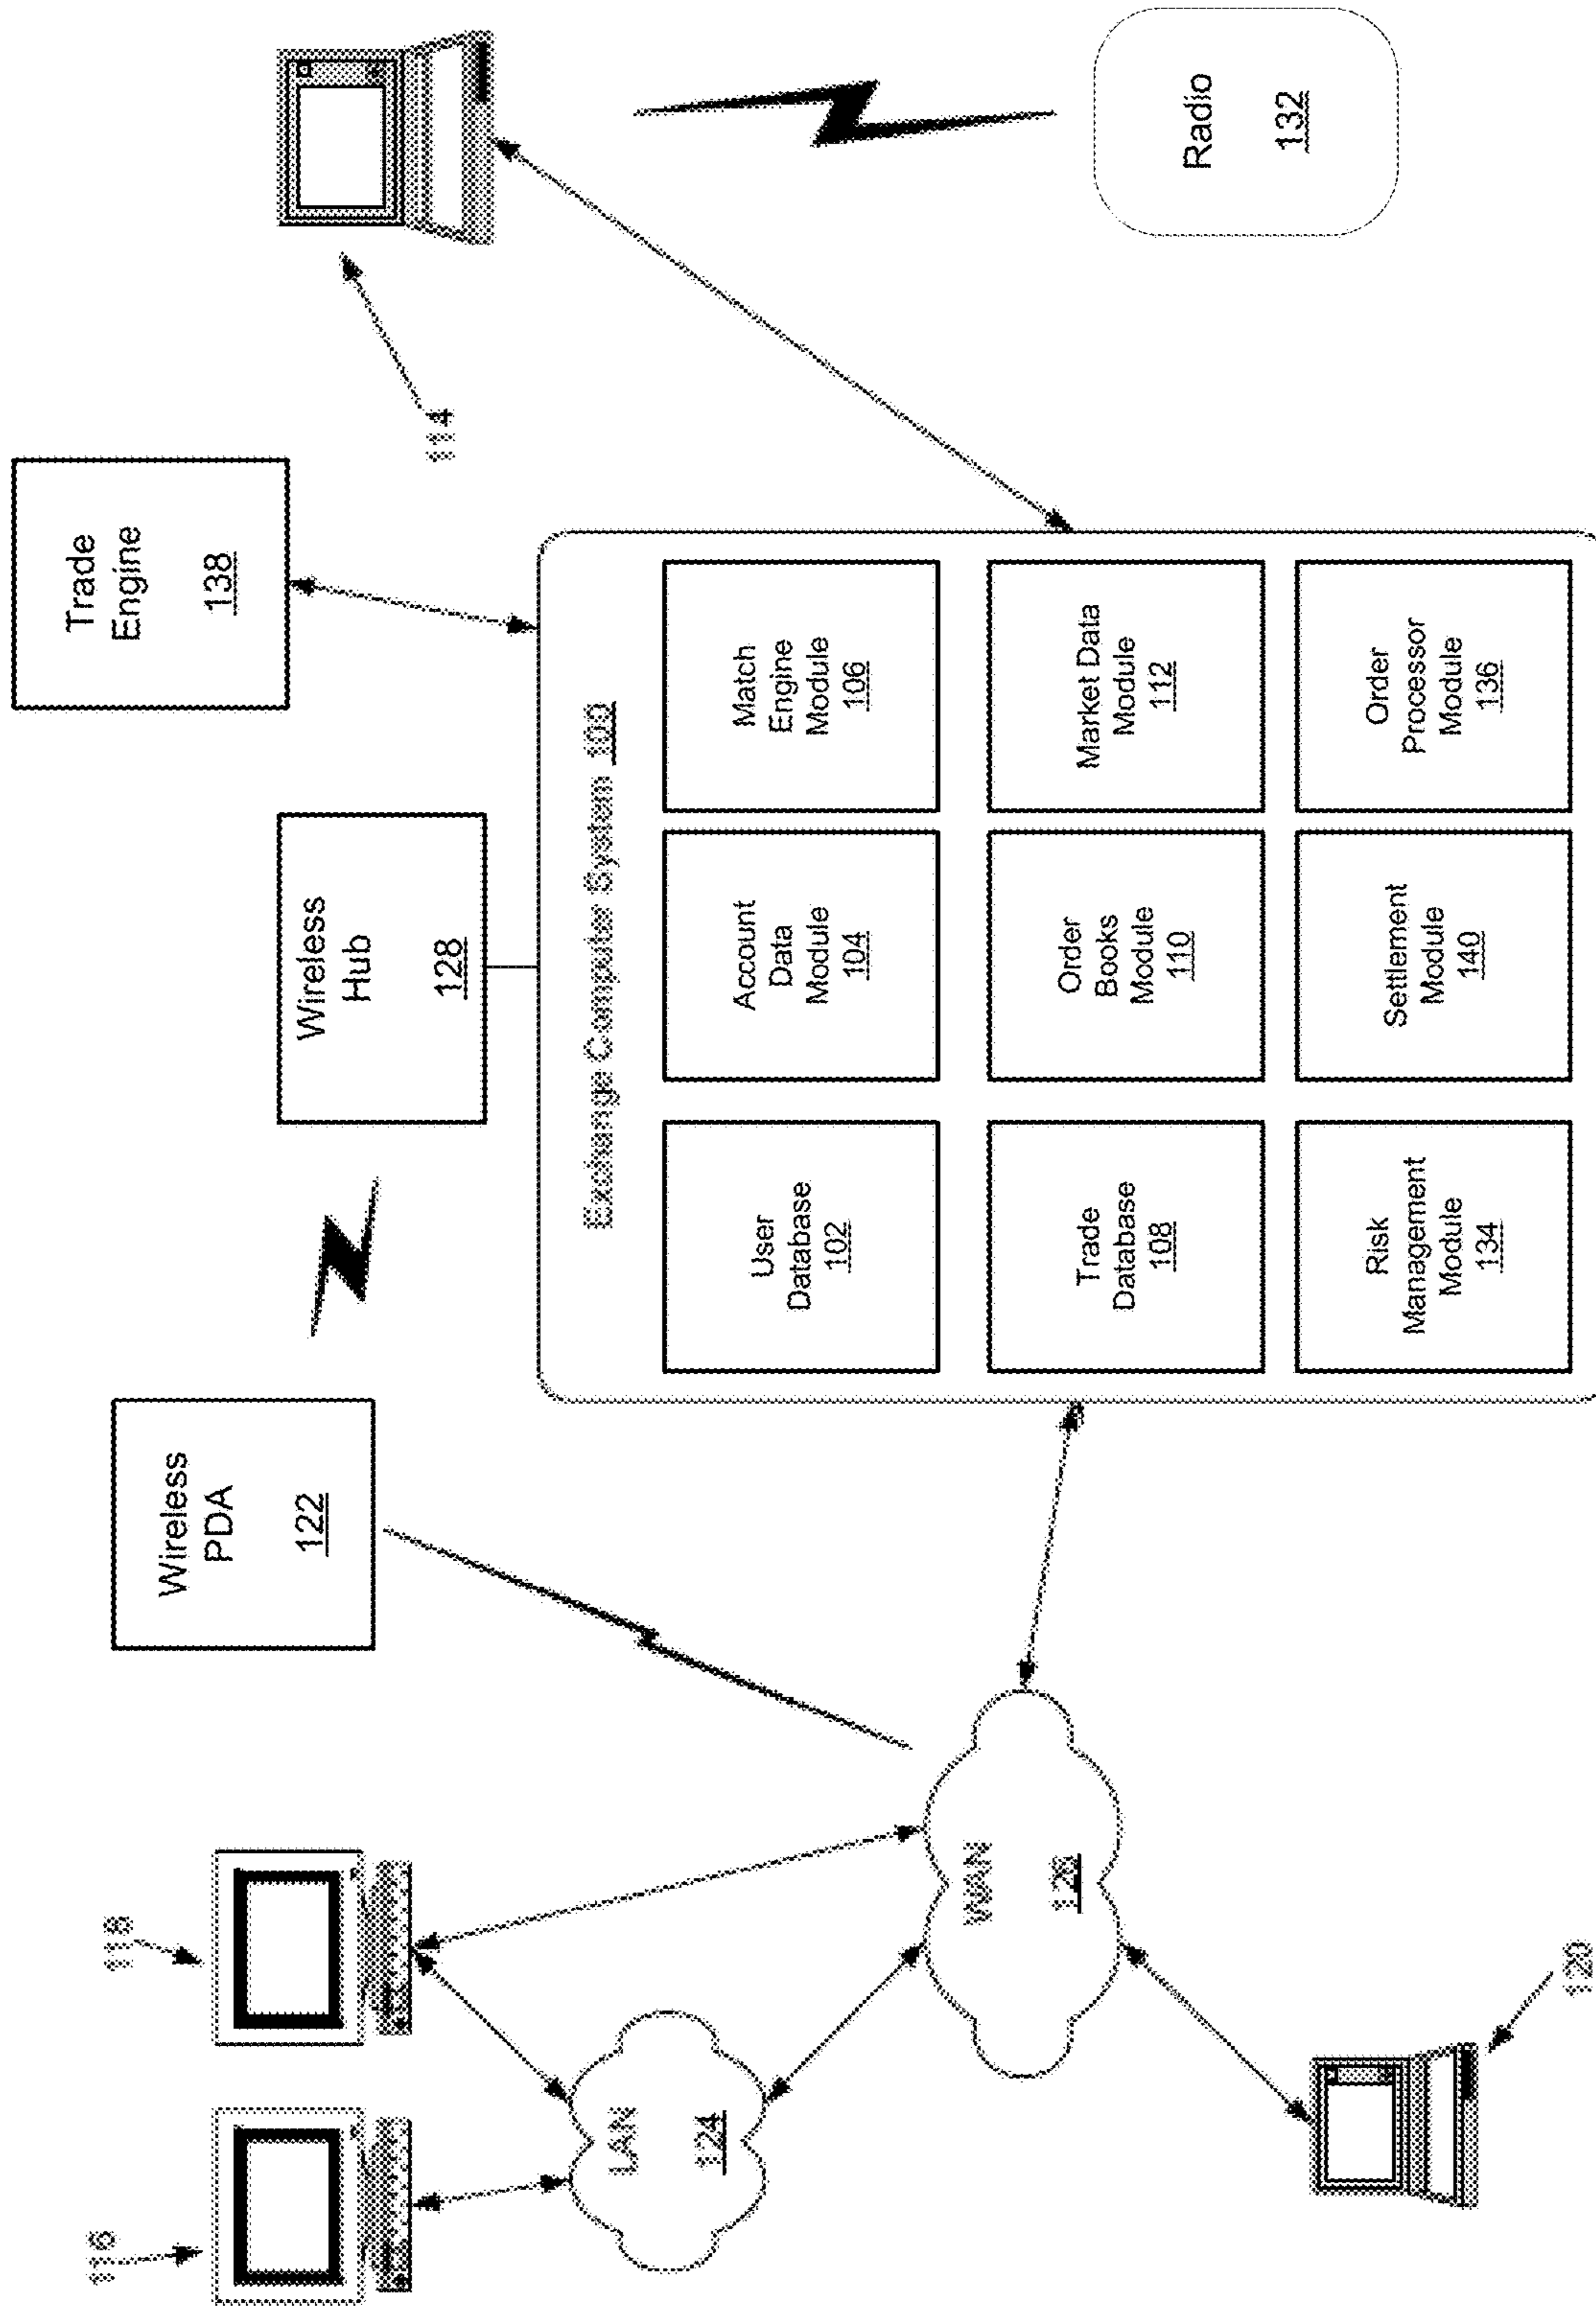 Trade
Engine
138
Wireless
Hub
128
Wireless
PDA
122
114
118
116
Exchange Computer System 100
User
Database
102
Account
Data
Module
104
Match
Engine
Module
106
Trade
Database
108
Order
Books
Module
110
Market Data
Module
112
Risk
Management
Module
134
Settlement
Module
140
Order
Processor
Module
136
LAN
124
WAN
126
120
Radio
132